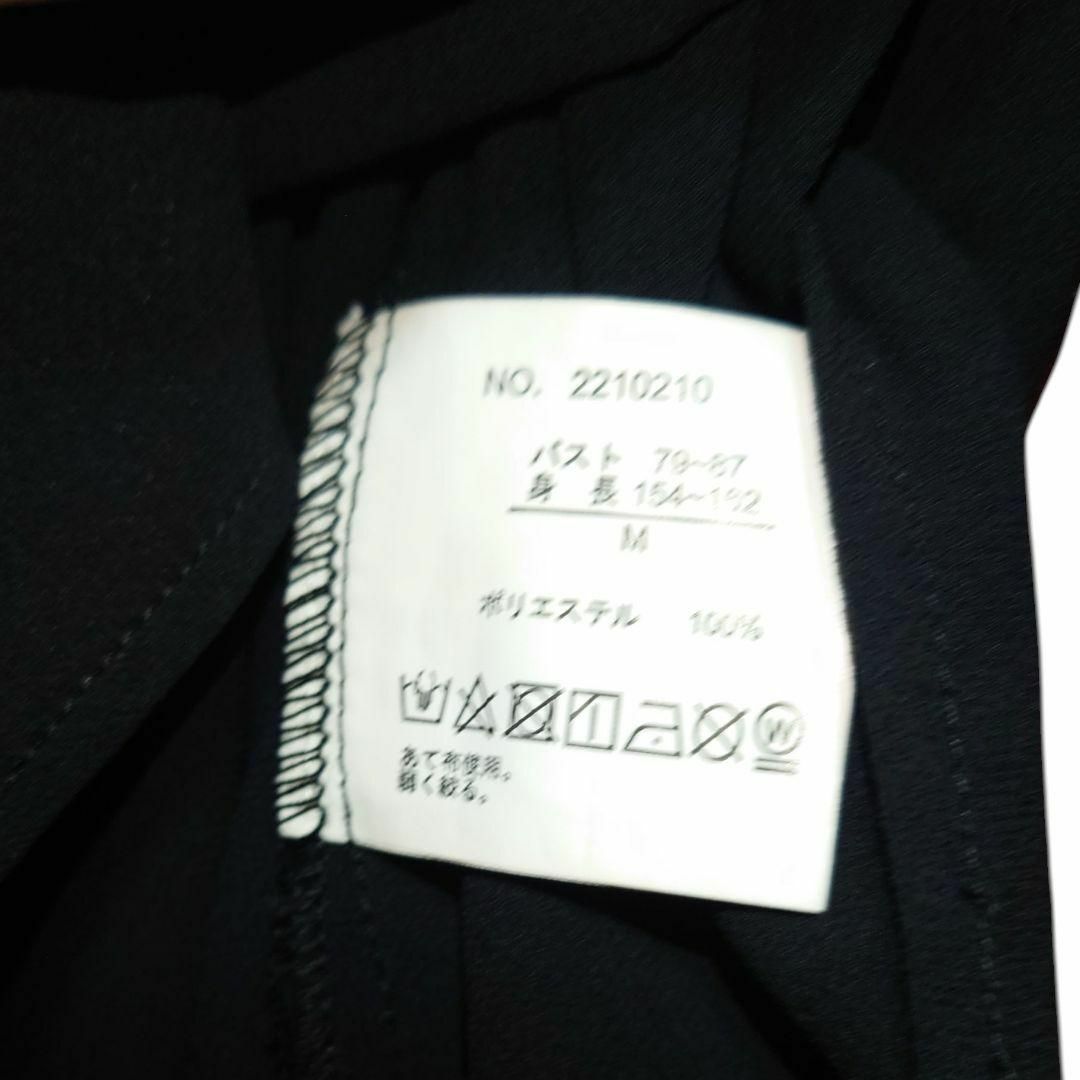 NO. 2210210
バスト 79~87
身 長 154~162
M
ポリエステル 100%
W
あて布使用。
軽く絞る。